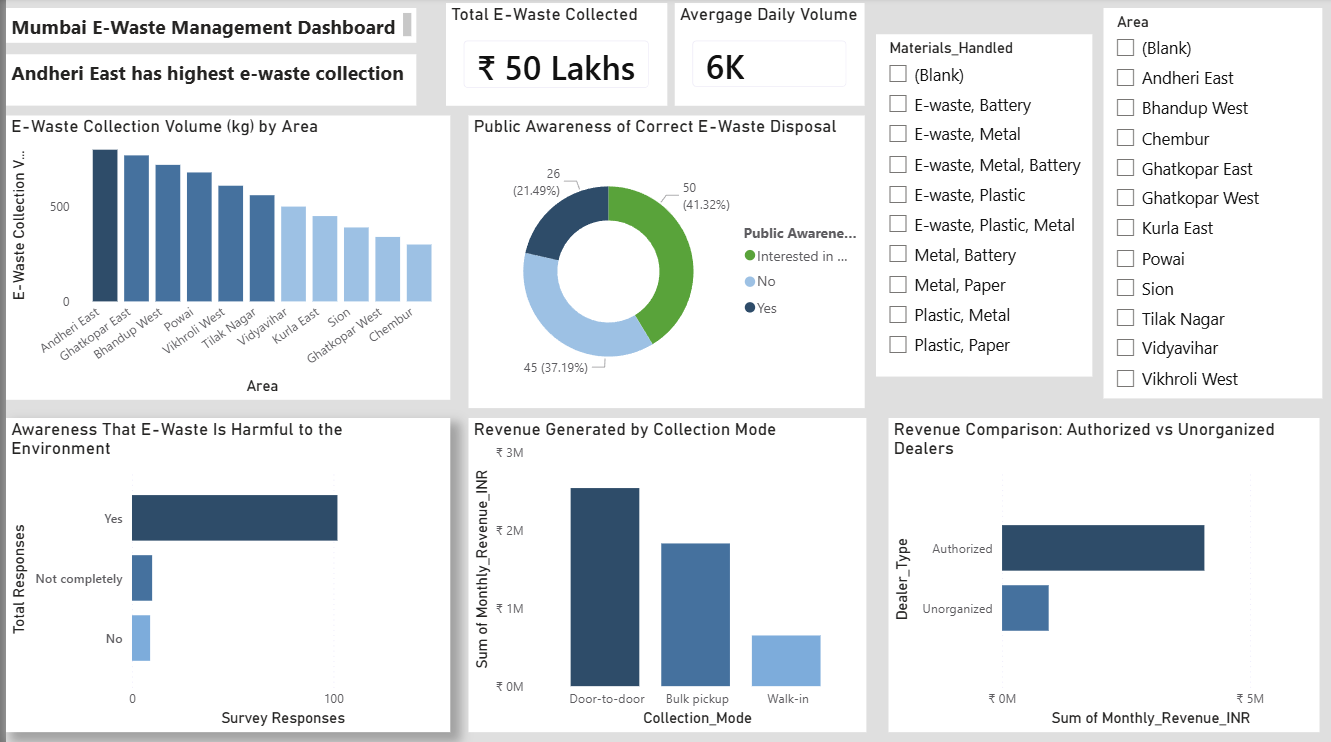 Mumbai E-Waste Management Dashboard
Andheri East has highest e-waste collection
Total E-Waste Collected
₹ 50 Lakhs
Avergage Daily Volume
6K
Materials_Handled
(Blank)
E-waste, Battery
E-waste, Metal
E-waste, Metal, Battery
E-waste, Plastic
E-waste, Plastic, Metal
Metal, Battery
Metal, Paper
Plastic, Metal
Plastic, Paper
Area
(Blank)
Andheri East
Bhandup West
Chembur
Ghatkopar East
Ghatkopar West
Kurla East
Powai
Sion
Tilak Nagar
Vidyavihar
Vikhroli West
E-Waste Collection Volume (kg) by Area
E-Waste Collection V...
500
0
Andheri East
Ghatkopar East
Bhandup West
Powai
Vikhroli West
Tilak Nagar
Vidyavihar
Kurla East
Sion
Ghatkopar West
Chembur
Area
Public Awareness of Correct E-Waste Disposal
26
(21.49%)
50
(41.32%)
45 (37.19%)
Public Awarene...
Interested in ...
No
Yes
Awareness That E-Waste Is Harmful to the
Environment
Total Responses
Yes
Not completely
No
0
100
Survey Responses
Revenue Generated by Collection Mode
Sum of Monthly_Revenue_INR
₹ 3M
₹ 2M
₹ 1M
₹ 0M
Door-to-door
Bulk pickup
Walk-in
Collection_Mode
Revenue Comparison: Authorized vs Unorganized
Dealers
Dealer_Type
Authorized
Unorganized
₹ 0M
₹ 5M
Sum of Monthly_Revenue_INR